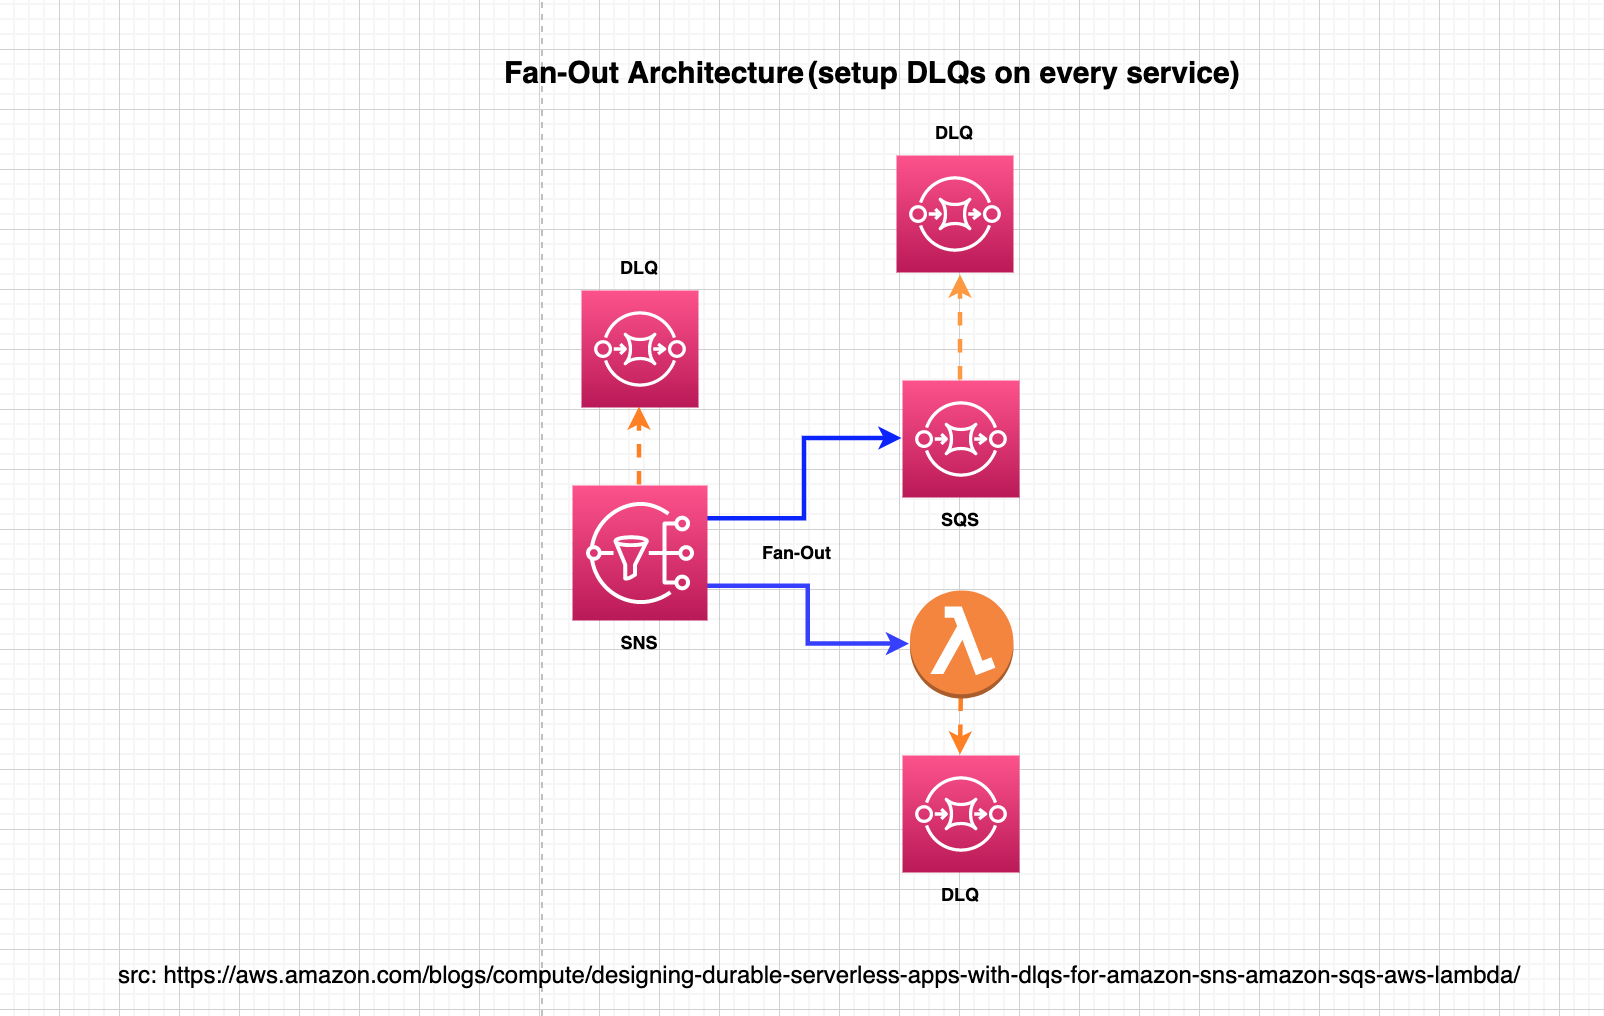 Fan-Out Architecture (setup DLQs on every service)
DLQ
DLQ
SQS
Fan-Out
SNS
DLQ
src: https://aws.amazon.com/blogs/compute/designing-durable-serverless-apps-with-dlqs-for-amazon-sns-amazon-sqs-aws-lambda/